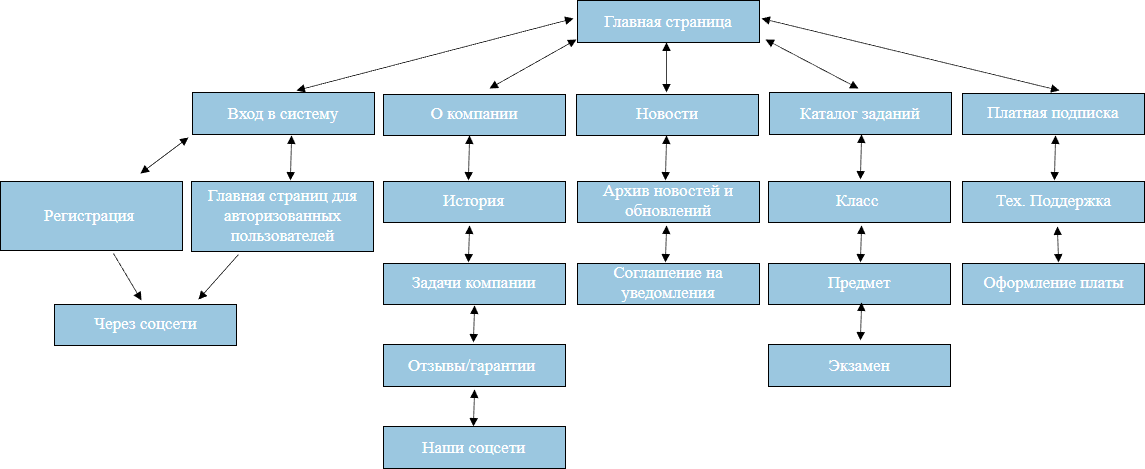 Главная страница
Вход в систему
О компании
Новости
Каталог заданий
Платная подписка
Регистрация
Главная страниц для
авторизованных
пользователей
История
Архив новостей и
обновлений
Класс
Тех. Поддержка
Задачи компании
Соглашение на
уведомления
Предмет
Оформление платы
Через соцсети
Отзывы/гарантии
Экзамен
Наши соцсети